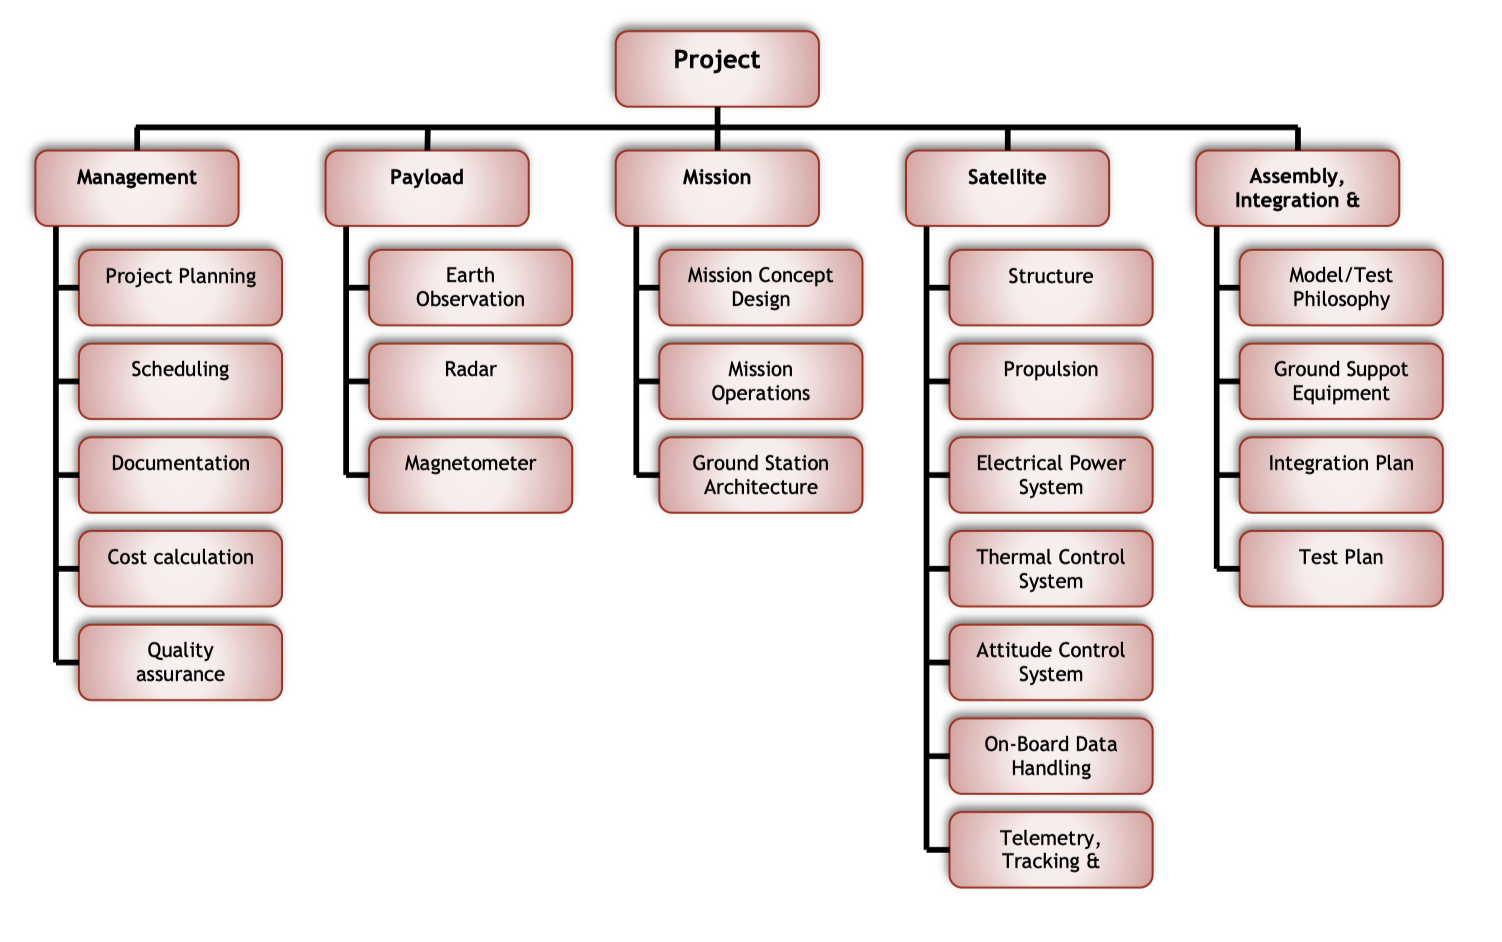 Project
Management
Project Planning
Scheduling
Documentation
Cost calculation
Quality
assurance
Payload
Earth
Observation
Radar
Magnetometer
Mission
Mission Concept
Design
Mission
Operations
Ground Station
Architecture
Satellite
Structure
Propulsion
Electrical Power
System
Thermal Control
System
Attitude Control
System
On-Board Data
Handling
Telemetry,
Tracking &
Assembly,
Integration &
Model/Test
Philosophy
Ground Suppot
Equipment
Integration Plan
Test Plan